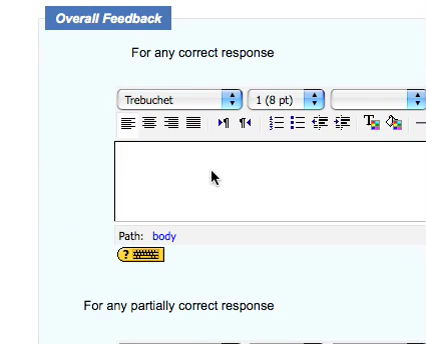 Overall Feedback
For any correct response
Trebuchet 1 (8 pt)
Path: body
?
For any partially correct response